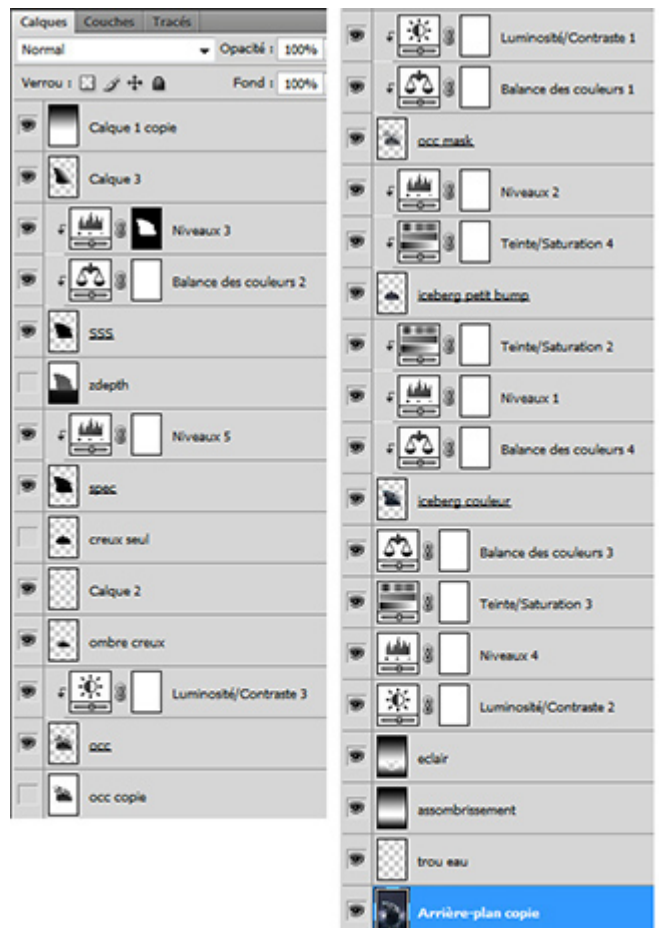 Calques Couches Tracés
Normal Opacité : 100%
Verrou : Fond : 100%
Calque 1 copie
Calque 3
Niveaux 3
Balance des couleurs 2
SSS
zdepth
Niveaux 5
spec
creux seul
Calque 2
ombre creux
Luminosité/Contraste 3
occ
occ copie
Luminosité/Contraste 1
Balance des couleurs 1
occ mask
Niveaux 2
Teinte/Saturation 4
iceberg petit bump
Teinte/Saturation 2
Niveaux 1
Balance des couleurs 4
iceberg couleur
Balance des couleurs 3
Teinte/Saturation 3
Niveaux 4
Luminosité/Contraste 2
eclair
assombrissement
trou eau
Arrière-plan copie